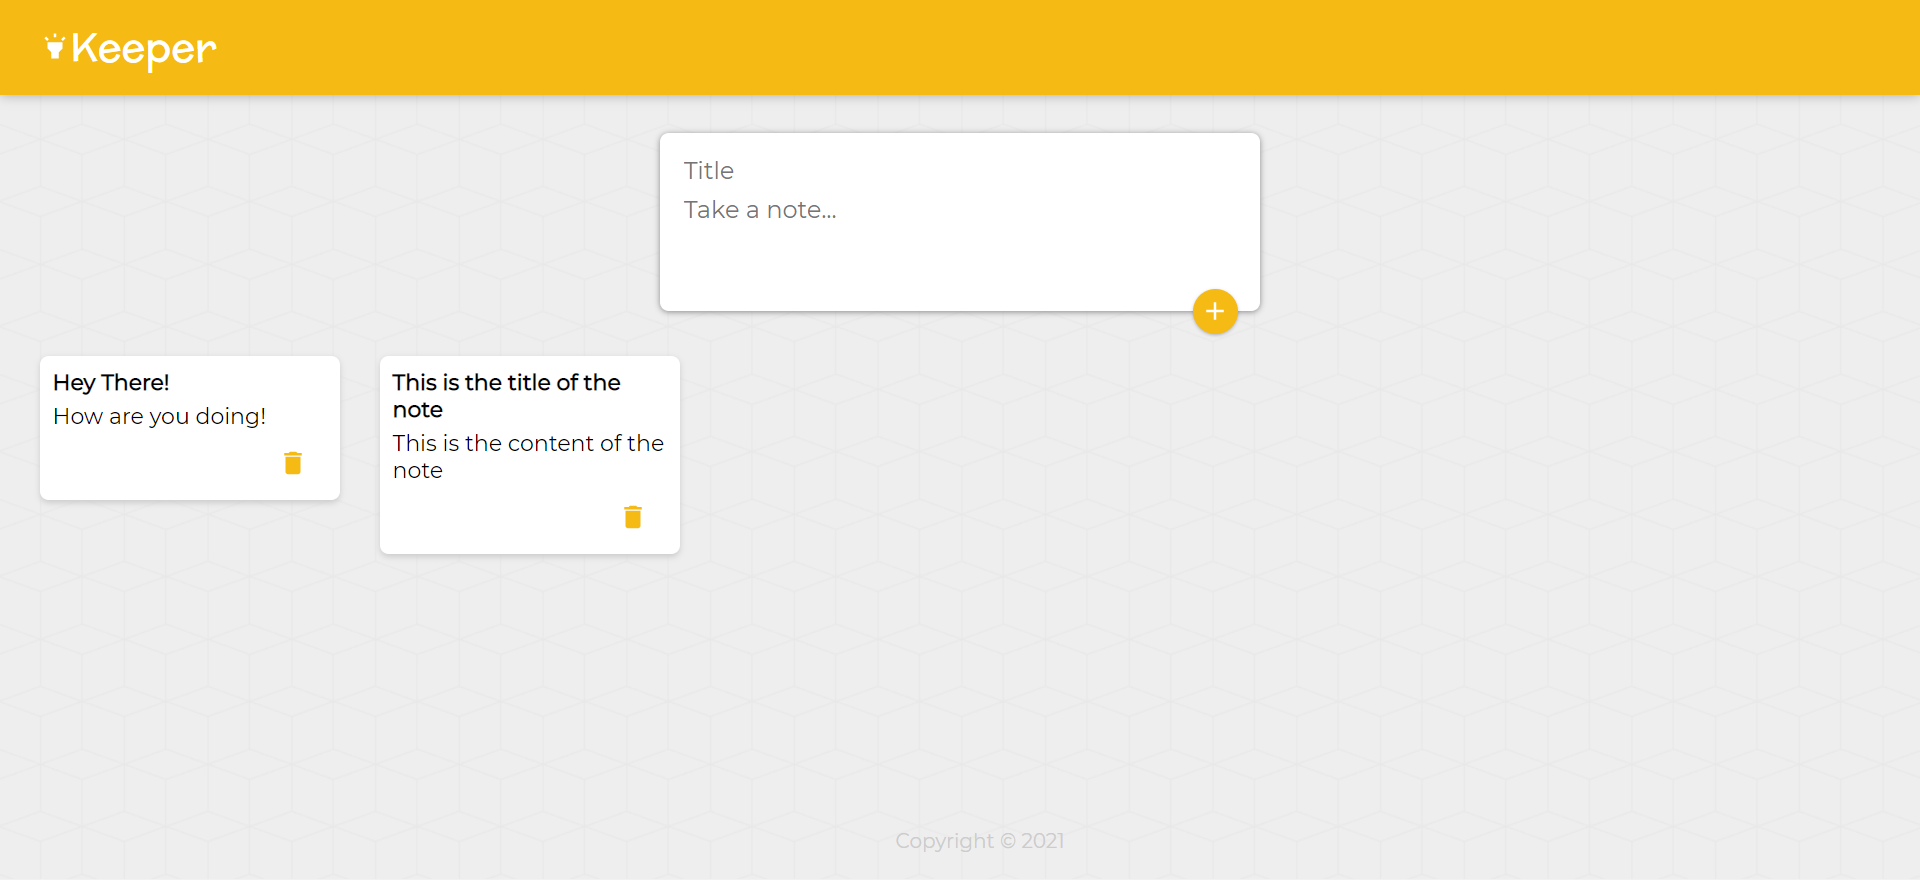 Keeper
Title
Take a note...
Hey There!
How are you doing!
This is the title of the
note
This is the content of the
note
Copyright © 2021